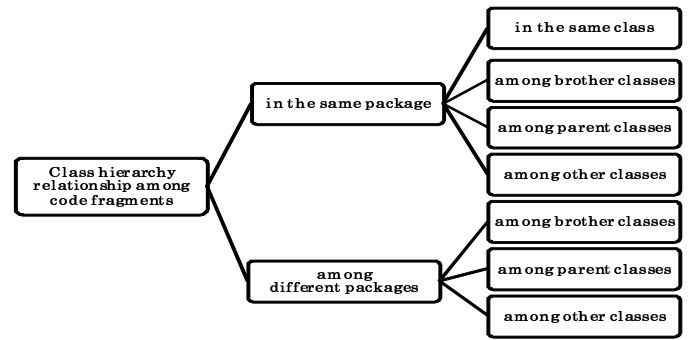 Class hierarchy
relationship among
code fragments
in the same package
among
different packages
in the same class
among brother classes
among parent classes
among other classes
among brother classes
among parent classes
among other classes